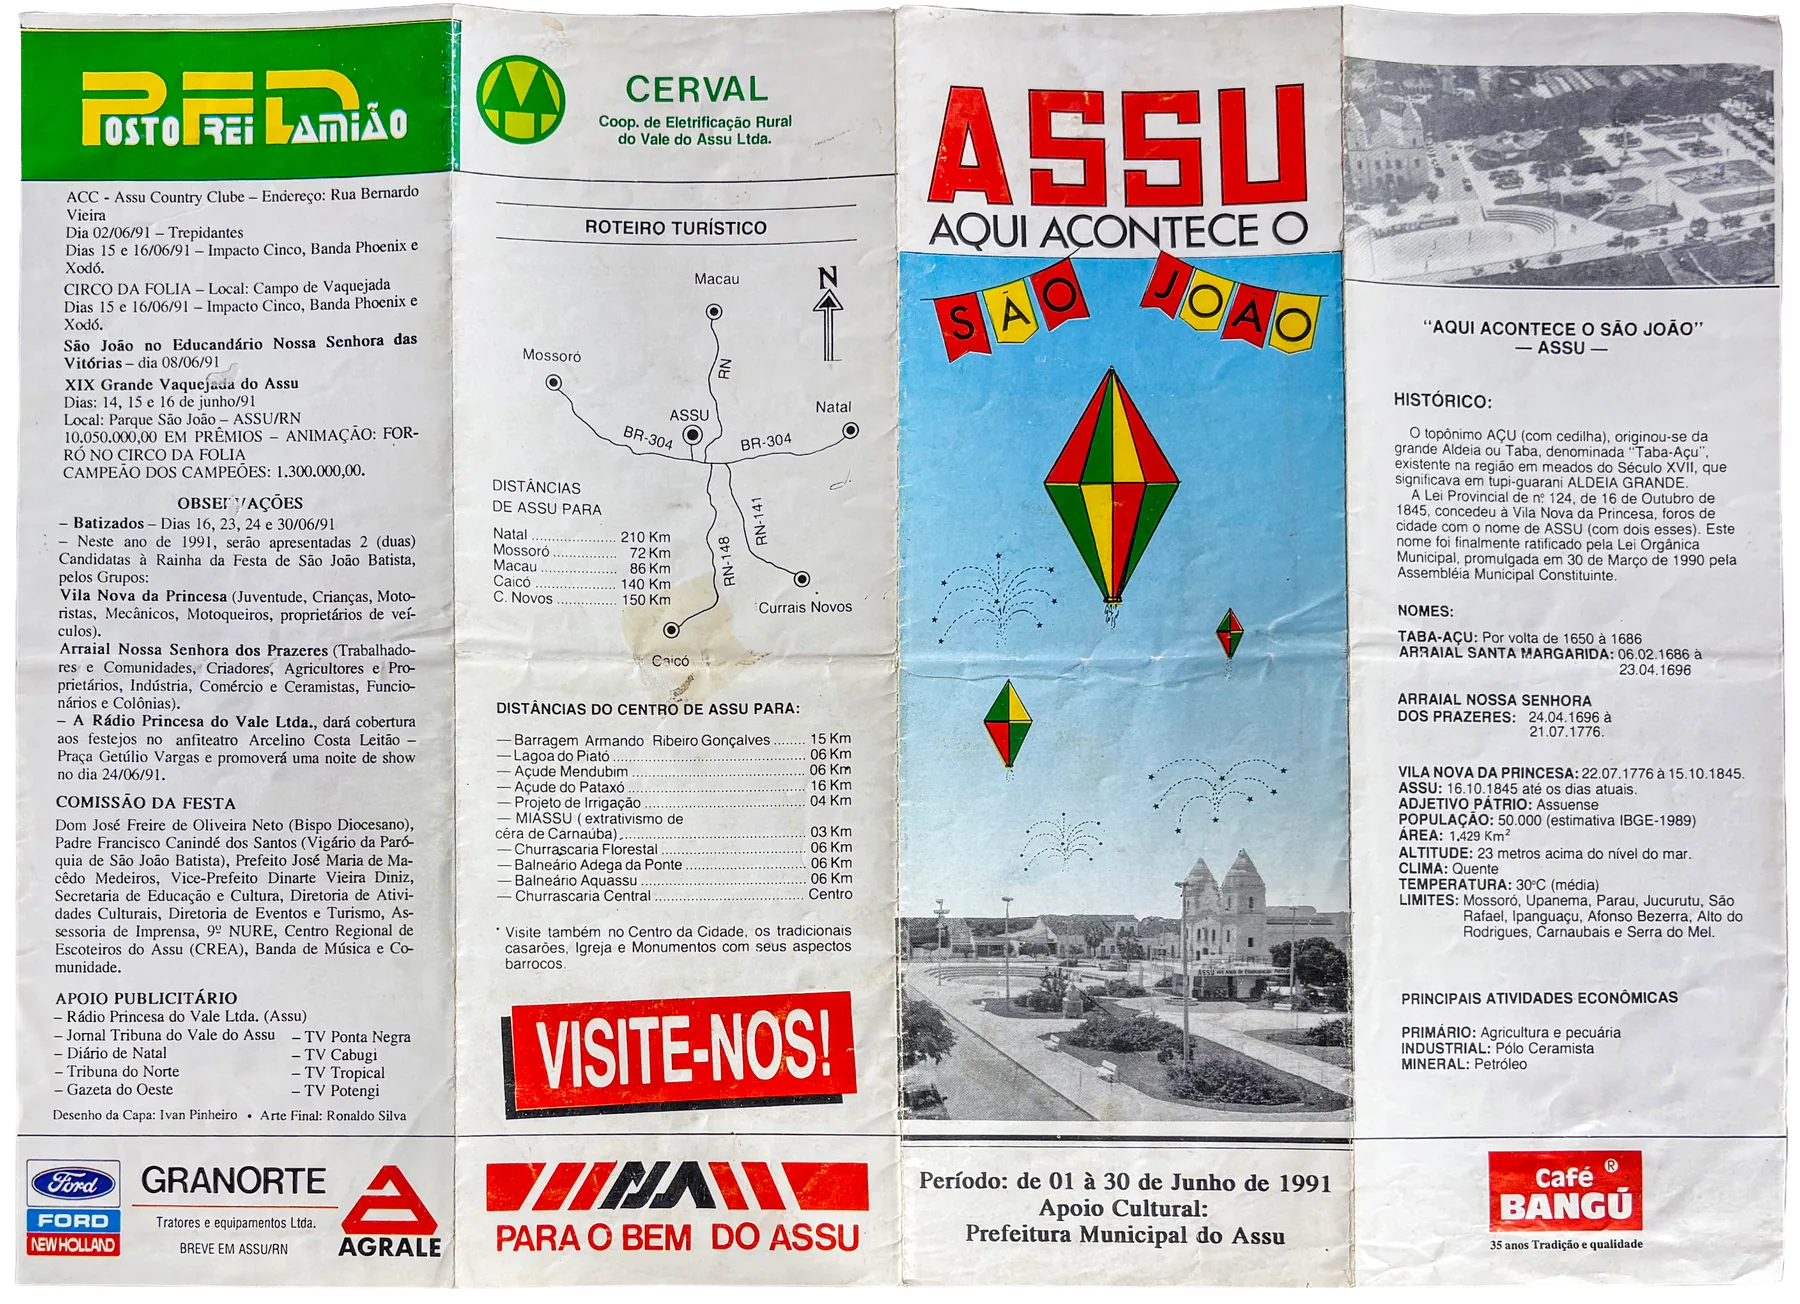 POSTO FREI DAMIÃO
ACC - Assu Country Clube – Endereço: Rua Bernardo
Vieira
Dia 02/06/91 – Trepidantes
Dias 15 e 16/06/91 – Impacto Cinco, Banda Phoenix e
Xodó.
CIRCO DA FOLIA – Local: Campo de Vaquejada
Dias 15 e 16/06/91 – Impacto Cinco, Banda Phoenix e
Xodó.
São João no Educandário Nossa Senhora das
Vitórias – dia 08/06/91
XIX Grande Vaquejada do Assu
Dias: 14, 15 e 16 de junho/91
Local: Parque São João – ASSU/RN
10.050.000,00 EM PRÊMIOS – ANIMAÇÃO: FOR-
RÓ NO CIRCO DA FOLIA
CAMPEÃO DOS CAMPEÕES: 1.300.000,00.
OBSERVAÇÕES
– Batizados – Dias 16, 23, 24 e 30/06/91
– Neste ano de 1991, serão apresentadas 2 (duas)
Candidatas à Rainha da Festa de São João Batista,
pelos Grupos:
Vila Nova da Princesa (Juventude, Crianças, Moto-
ristas, Mecânicos, Motoqueiros, proprietários de veí-
culos).
Arraial Nossa Senhora dos Prazeres (Trabalhado-
res e Comunidades, Criadores, Agricultores e Pro-
prietários, Indústria, Comércio e Ceramistas, Funcio-
nários e Colônias).
– A Rádio Princesa do Vale Ltda., dará cobertura
aos festejos no anfiteatro Arcelino Costa Leitão –
Praça Getúlio Vargas e promoverá uma noite de show
no dia 24/06/91.
COMISSÃO DA FESTA
Dom José Freire de Oliveira Neto (Bispo Diocesano),
Padre Francisco Canindé dos Santos (Vigário da Paró-
quia de São João Batista), Prefeito José Maria de Ma-
cêdo Medeiros, Vice-Prefeito Dinarte Vieira Diniz,
Secretaria de Educação e Cultura, Diretoria de Ativi-
dades Culturais, Diretoria de Eventos e Turismo, As-
sessoria de Imprensa, 9º NURE, Centro Regional de
Escoteiros do Assu (CREA), Banda de Música e Co-
munidade.
APOIO PUBLICITÁRIO
– Rádio Princesa do Vale Ltda. (Assu)
– Jornal Tribuna do Vale do Assu – TV Ponta Negra
– Diário de Natal – TV Cabugi
– Tribuna do Norte – TV Tropical
– Gazeta do Oeste – TV Potengi
Desenho da Capa: Ivan Pinheiro • Arte Final: Ronaldo Silva
Ford
FORD
NEW HOLLAND
GRANORTE
Tratores e equipamentos Ltda.
BREVE EM ASSU/RN
AGRALE
CERVAL
Coop. de Eletrificação Rural
do Vale do Assu Ltda.
ROTEIRO TURÍSTICO
N
Macau
Mossoró
RN
ASSU
Natal
BR-304
BR-304
RN-141
RN-148
Currais Novos
Caicó
DISTÂNCIAS
DE ASSU PARA
Natal ..................... 210 Km
Mossoró ................ 72 Km
Macau ................... 86 Km
Caicó .................... 140 Km
C. Novos ............... 150 Km
DISTÂNCIAS DO CENTRO DE ASSU PARA:
— Barragem Armando Ribeiro Gonçalves ........ 15 Km
— Lagoa do Piató ........ 06 Km
— Açude Mendubim ........ 06 Km
— Açude do Pataxó ........ 16 Km
— Projeto de Irrigação ........ 04 Km
— MIASSU ( extrativismo de
cêra de Carnaúba) ........ 03 Km
— Churrascaria Florestal ........ 06 Km
— Balneário Adega da Ponte ........ 06 Km
— Balneário Aquassu ........ 06 Km
— Churrascaria Central ........ Centro
* Visite também no Centro da Cidade, os tradicionais
casarões, Igreja e Monumentos com seus aspectos
barrocos.
VISITE-NOS!
PARA O BEM DO ASSU
ASSU
AQUI ACONTECE O
SÃO JOÃO
Período: de 01 à 30 de Junho de 1991
Apoio Cultural:
Prefeitura Municipal do Assu
“AQUI ACONTECE O SÃO JOÃO”
— ASSU —
HISTÓRICO:
O topônimo AÇU (com cedilha), originou-se da
grande Aldeia ou Taba, denominada “Taba-Açu”,
existente na região em meados do Século XVII, que
significava em tupi-guarani ALDEIA GRANDE.
A Lei Provincial de nº 124, de 16 de Outubro de
1845, concedeu à Vila Nova da Princesa, foros de
cidade com o nome de ASSU (com dois esses). Este
nome foi finalmente ratificado pela Lei Orgânica
Municipal, promulgada em 30 de Março de 1990 pela
Assembléia Municipal Constituinte.
NOMES:
TABA-AÇU: Por volta de 1650 à 1686
ARRAIAL SANTA MARGARIDA: 06.02.1686 à
23.04.1696
ARRAIAL NOSSA SENHORA
DOS PRAZERES: 24.04.1696 à
21.07.1776.
VILA NOVA DA PRINCESA: 22.07.1776 à 15.10.1845.
ASSU: 16.10.1845 até os dias atuais.
ADJETIVO PÁTRIO: Assuense
POPULAÇÃO: 50.000 (estimativa IBGE-1989)
ÁREA: 1.429 Km²
ALTITUDE: 23 metros acima do nível do mar.
CLIMA: Quente
TEMPERATURA: 30ºC (média)
LIMITES: Mossoró, Upanema, Parau, Jucurutu, São
Rafael, Ipanguaçu, Afonso Bezerra, Alto do
Rodrigues, Carnaubais e Serra do Mel.
PRINCIPAIS ATIVIDADES ECONÔMICAS
PRIMÁRIO: Agricultura e pecuária
INDUSTRIAL: Pólo Ceramista
MINERAL: Petróleo
Café ®
BANGÚ
35 anos Tradição e qualidade